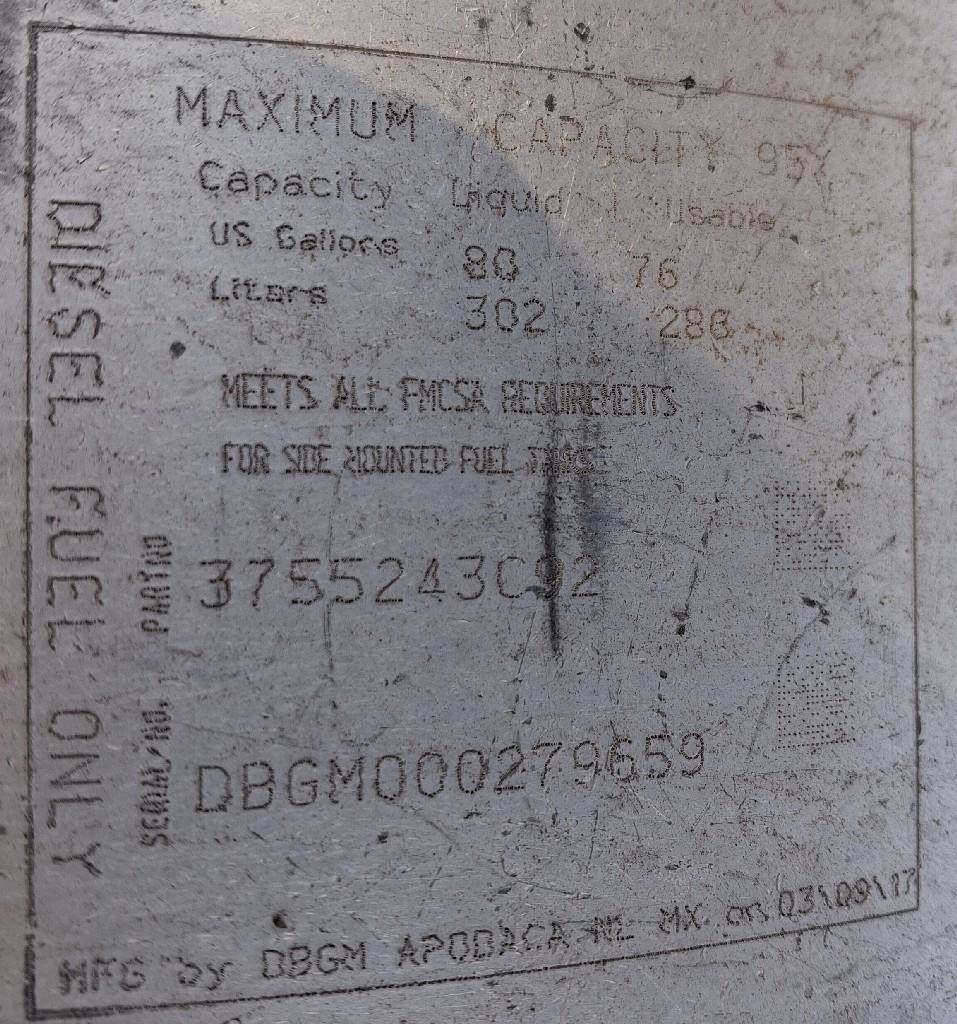 MAXIMUM CAPACITY 95%
Capacity Liquid Usable
US Gallons 80 76
Liters 302 286
MEETS ALL FMCSA REQUIREMENTS
FOR SIDE MOUNTED FUEL TANKS
DIESEL FUEL ONLY
PART NO
3755243C92
SERIAL NO.
DBGM000279659
MFG by DBGM APODACA NL MX on 03\09\17